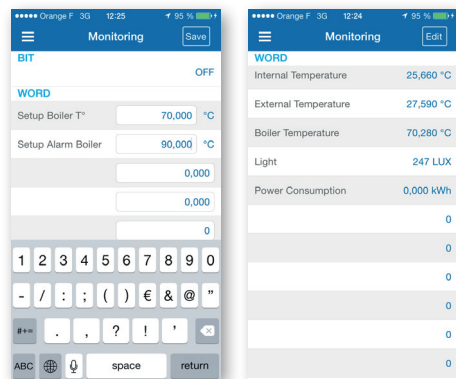 Orange F 3G 12:25 95 %
Monitoring Save
BIT
OFF
WORD
Setup Boiler T° 70,000 °C
Setup Alarm Boiler 90,000 °C
0,000
0,000
0
1 2 3 4 5 6 7 8 9 0
- / : ; ( ) € & @ "
#+= . , ? ! '
ABC space return
Orange F 3G 12:24 95 %
Monitoring Edit
WORD
Internal Temperature 25,660 °C
External Temperature 27,590 °C
Boiler Temperature 70,280 °C
Light 247 LUX
Power Consumption 0,000 kWh
0
0
0
0
0
0